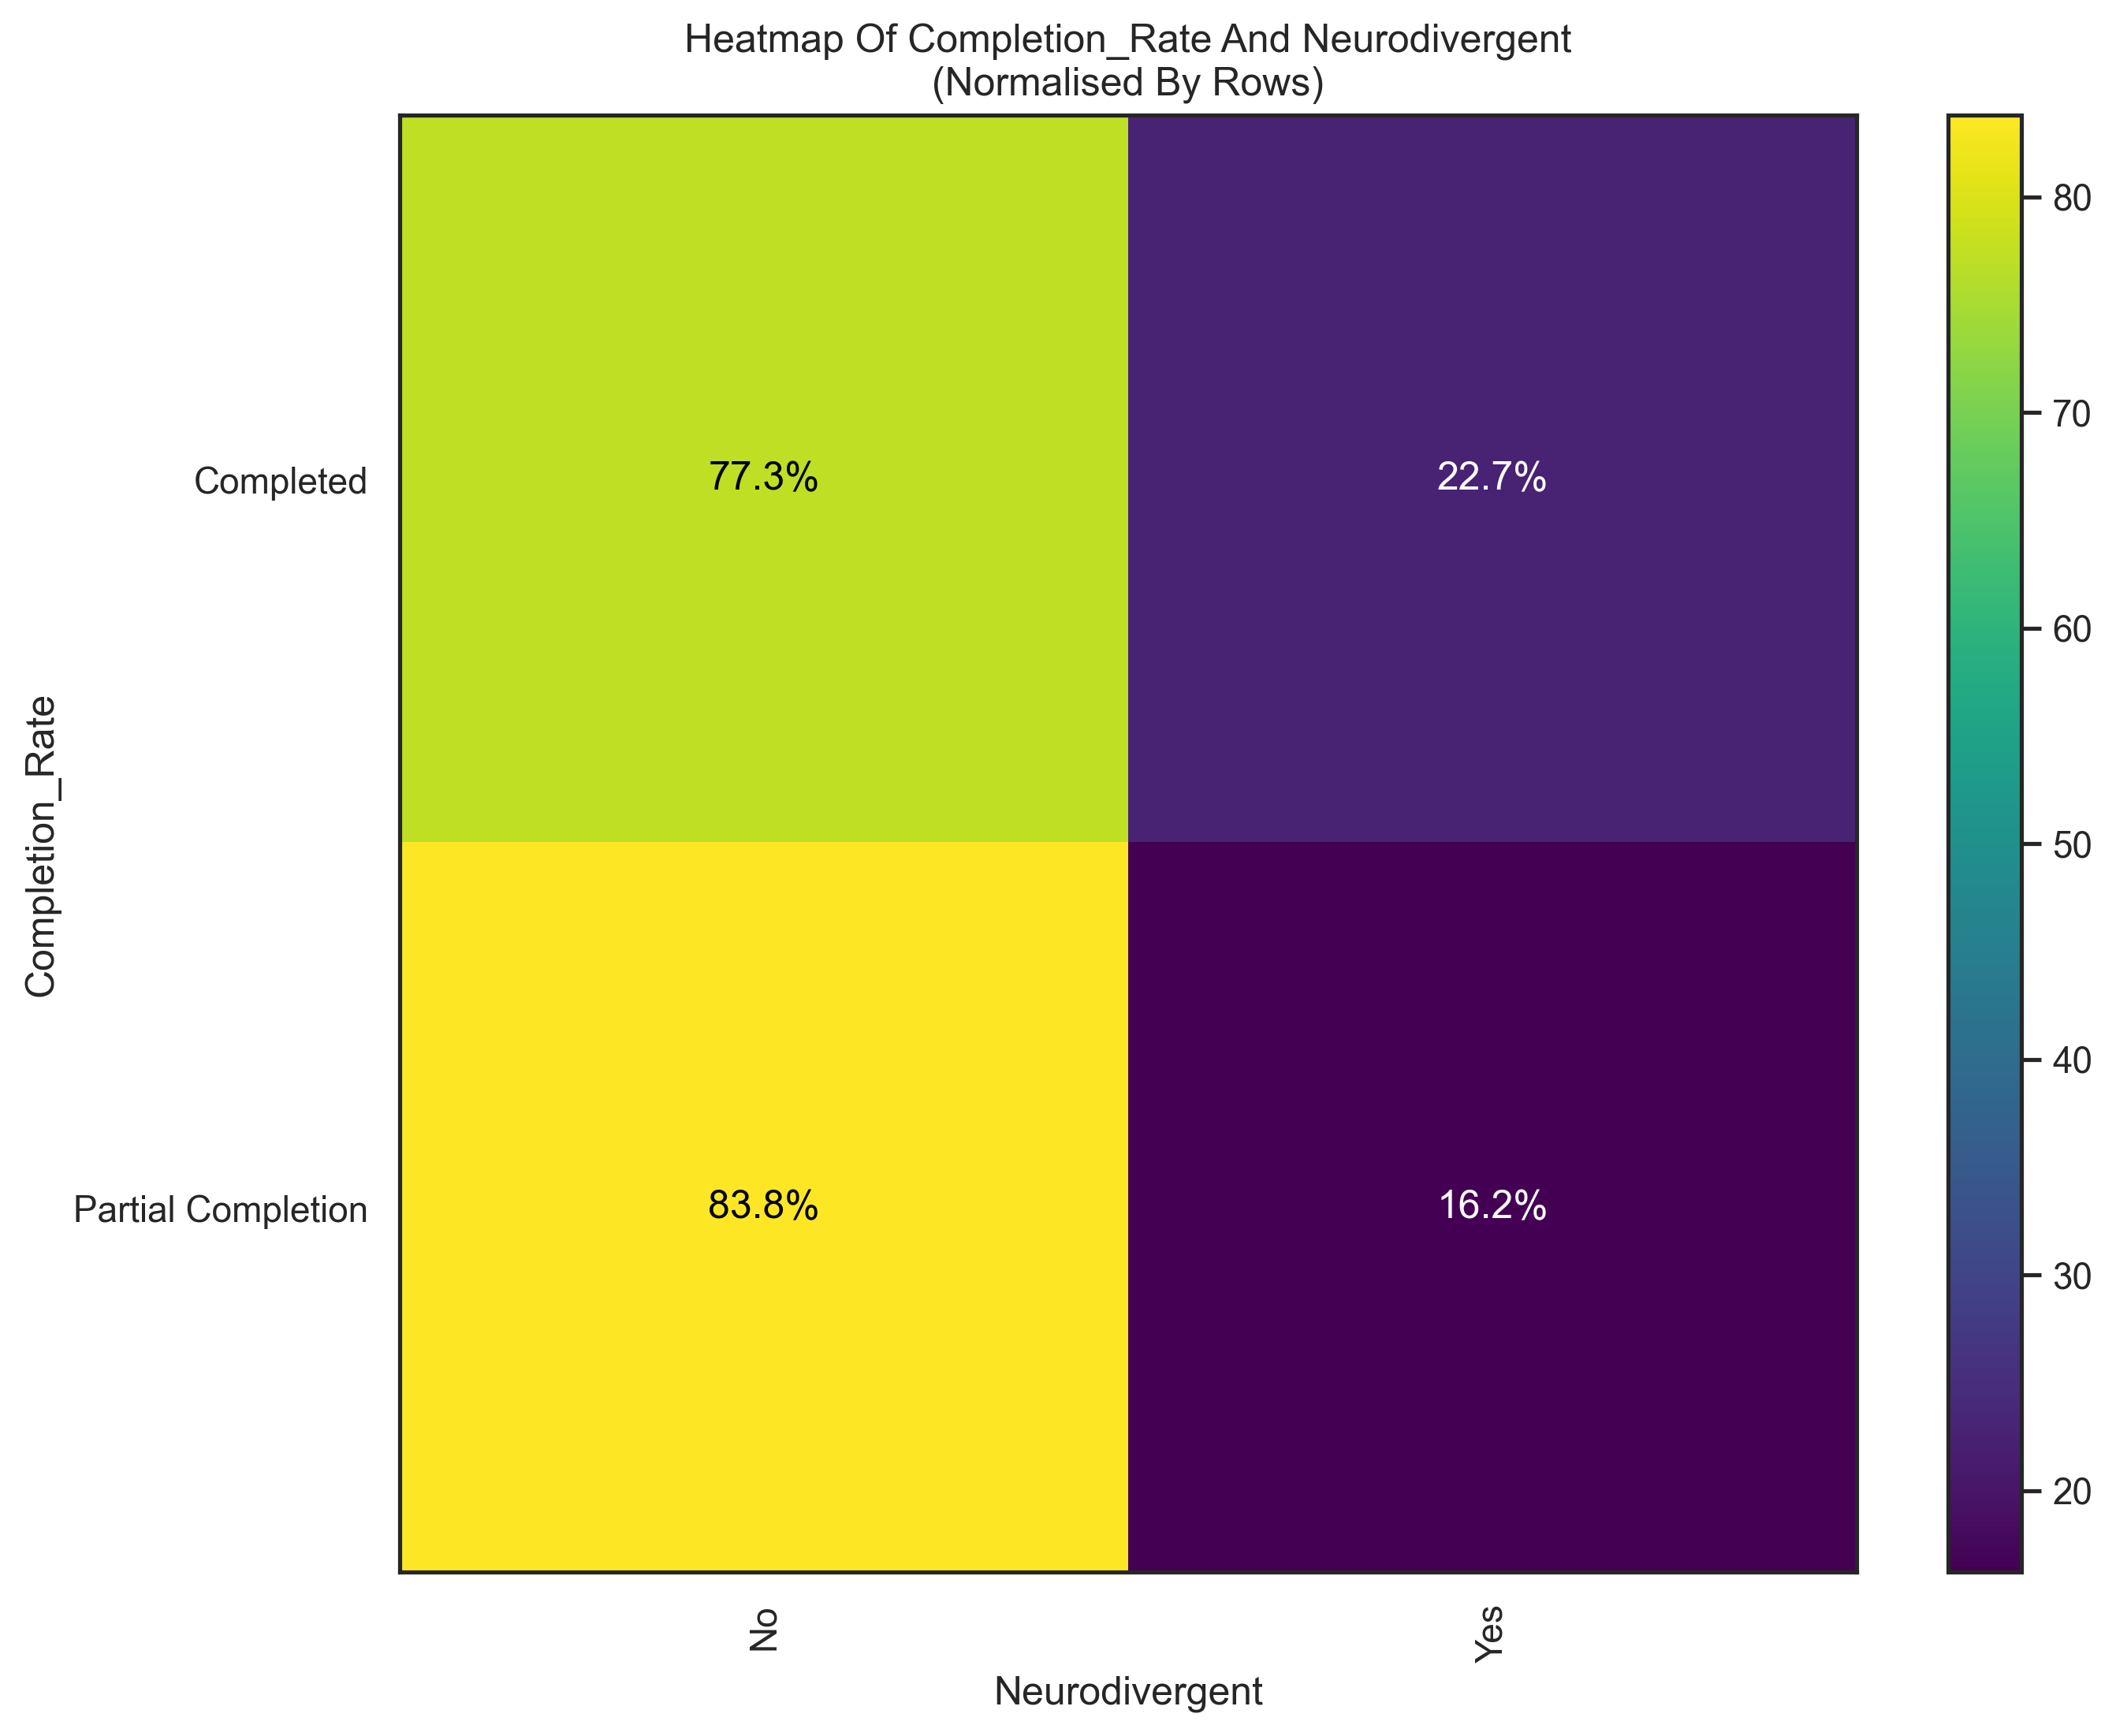 Heatmap Of Completion_Rate And Neurodivergent
(Normalised By Rows)
Completion_Rate
Completed
77.3%
22.7%
Partial Completion
83.8%
16.2%
No
Yes
Neurodivergent
80
70
60
50
40
30
20